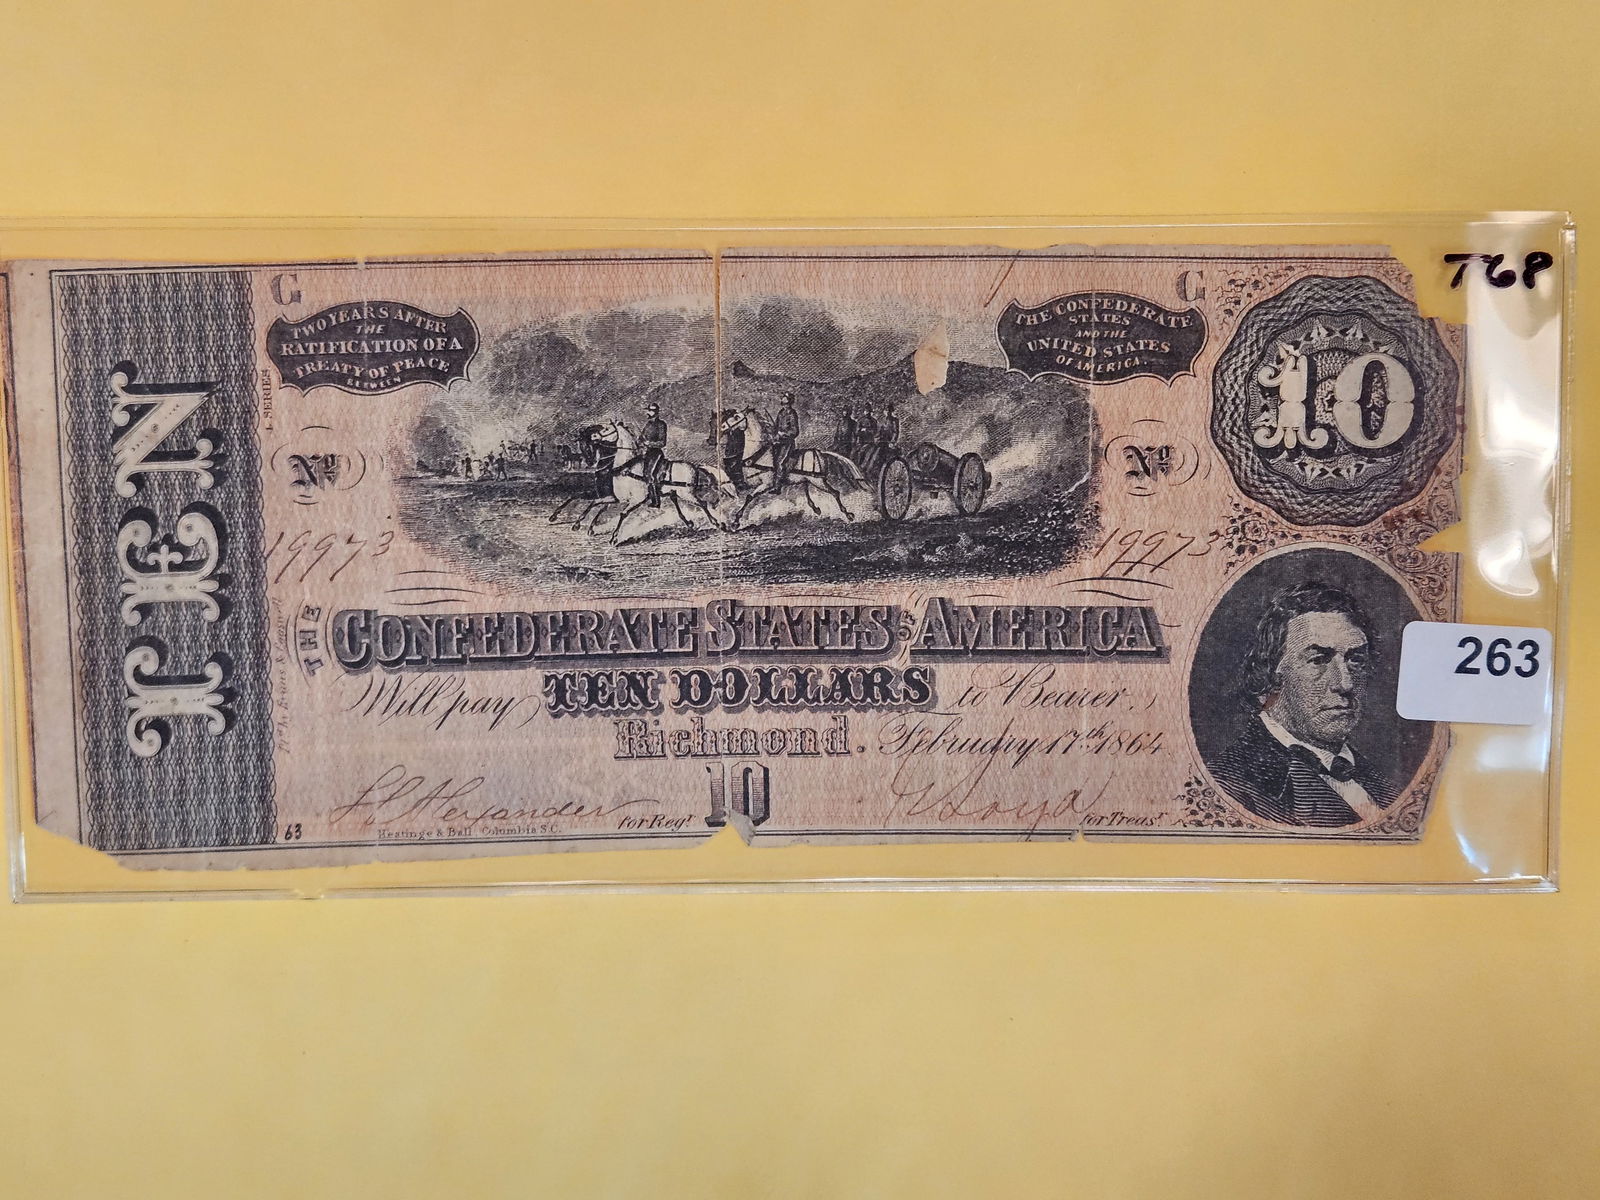 T68
G
G
TWO YEARS AFTER
THE
RATIFICATION OF A
TREATY OF PEACE
BETWEEN
THE CONFEDERATE
STATES
AND THE
UNITED STATES
OF AMERICA.
10
SERIES
TEN
No
No
19973
19973
THE CONFEDERATE STATES OF AMERICA
Will pay TEN DOLLARS to Bearer.
Richmond. February 17th 1864
10
63
Keatinge & Ball, Columbia S.C.
for Regr.
for Treasr.
263